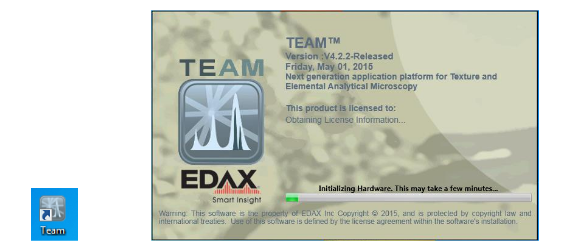 TEAM™
Version :V4.2.2-Released
Friday, May 01, 2015
Next generation application platform for Texture and
Elemental Analytical Microscopy
This product is licensed to:
Obtaining License Information...
TEAM
EDAX
Smart Insight
Initializing Hardware. This may take a few minutes...
Warning: This software is the property of EDAX Inc Copyright © 2015, and is protected by copyright law and
international treaties. Use of this software is defined by the license agreement within the software's installation.
Team